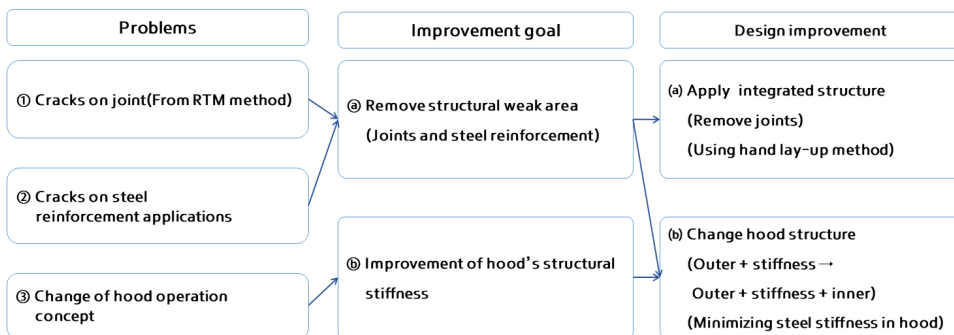 Problems
Improvement goal
Design improvement
① Cracks on joint(From RTM method)
② Cracks on steel
reinforcement applications
③ Change of hood operation
concept
ⓐ Remove structural weak area
(Joints and steel reinforcement)
ⓑ Improvement of hood's structural
stiffness
(a) Apply integrated structure
(Remove joints)
(Using hand lay-up method)
(b) Change hood structure
(Outer + stiffness →
Outer + stiffness + inner)
(Minimizing steel stiffness in hood)